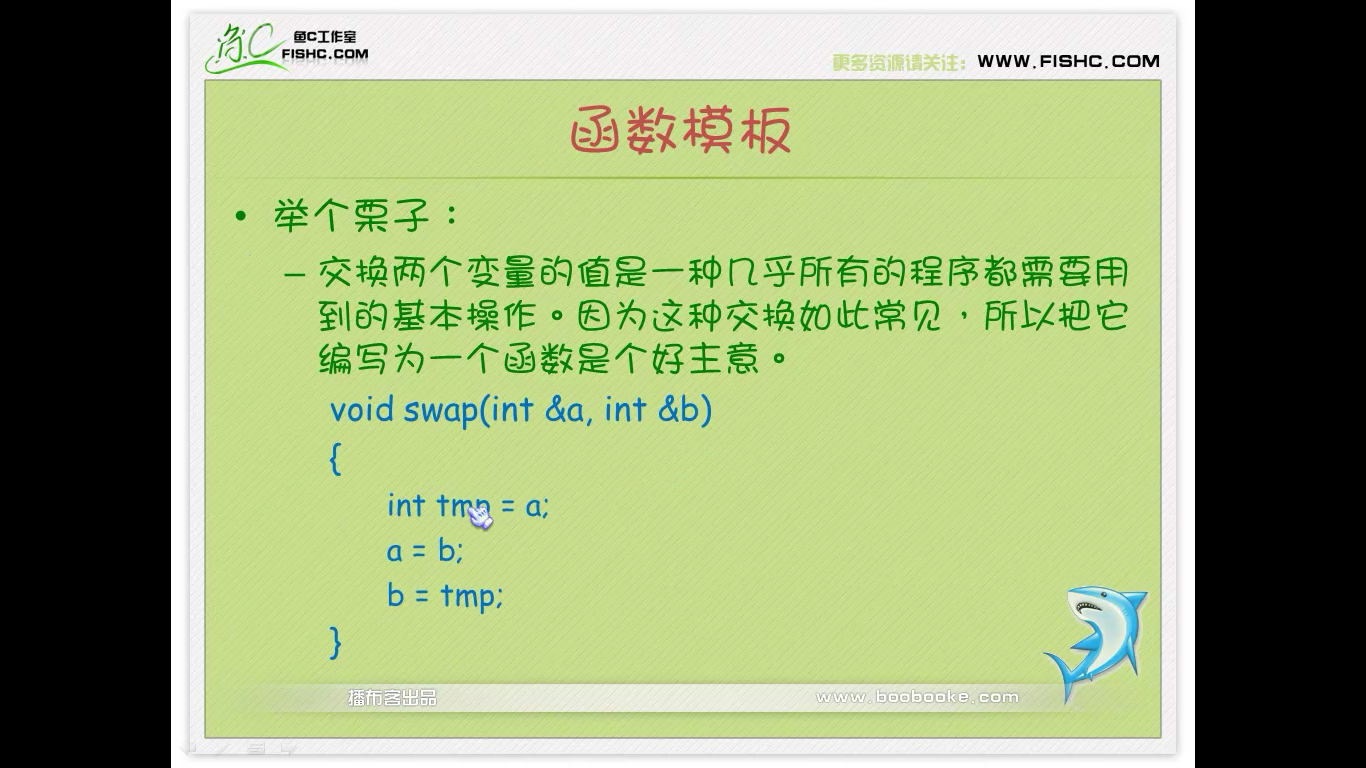 鱼C工作室
FISHC.COM
更多资源请关注: WWW.FISHC.COM
函数模板
• 举个栗子：
– 交换两个变量的值是一种几乎所有的程序都需要用
到的基本操作。因为这种交换如此常见，所以把它
编写为一个函数是个好主意。
void swap(int &a, int &b)
{
int tmp = a;
a = b;
b = tmp;
}
播布客出品
www.boobooke.com